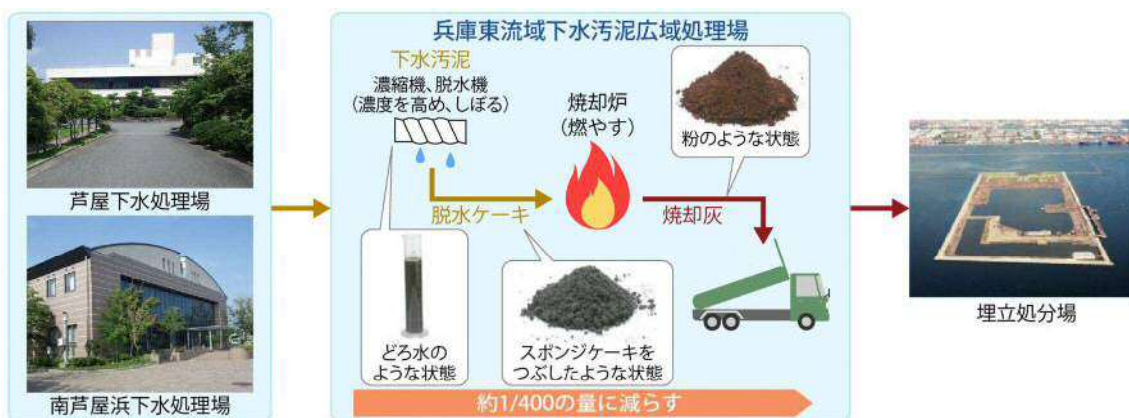 芦屋下水処理場
南芦屋浜下水処理場
兵庫東流域下水汚泥広域処理場
下水汚泥
濃縮機、脱水機
(濃度を高め、しぼる)
脱水ケーキ
どろ水の
ような状態
焼却炉
(燃やす)
スポンジケーキを
つぶしたような状態
粉のような状態
焼却灰
約1/400の量に減らす
埋立処分場